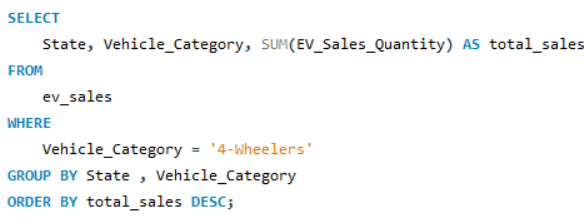 SELECT
State, Vehicle_Category, SUM(EV_Sales_Quantity) AS total_sales
FROM
ev_sales
WHERE
Vehicle_Category = '4-Wheelers'
GROUP BY State , Vehicle_Category
ORDER BY total_sales DESC;